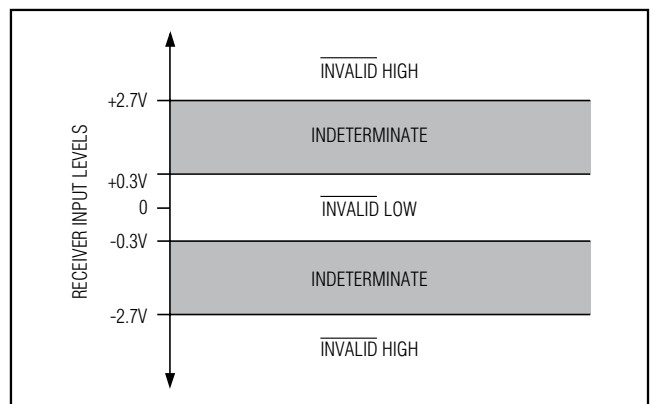 INVALID HIGH
+2.7V
INDETERMINATE
+0.3V
0
INVALID LOW
-0.3V
INDETERMINATE
-2.7V
INVALID HIGH
RECEIVER INPUT LEVELS